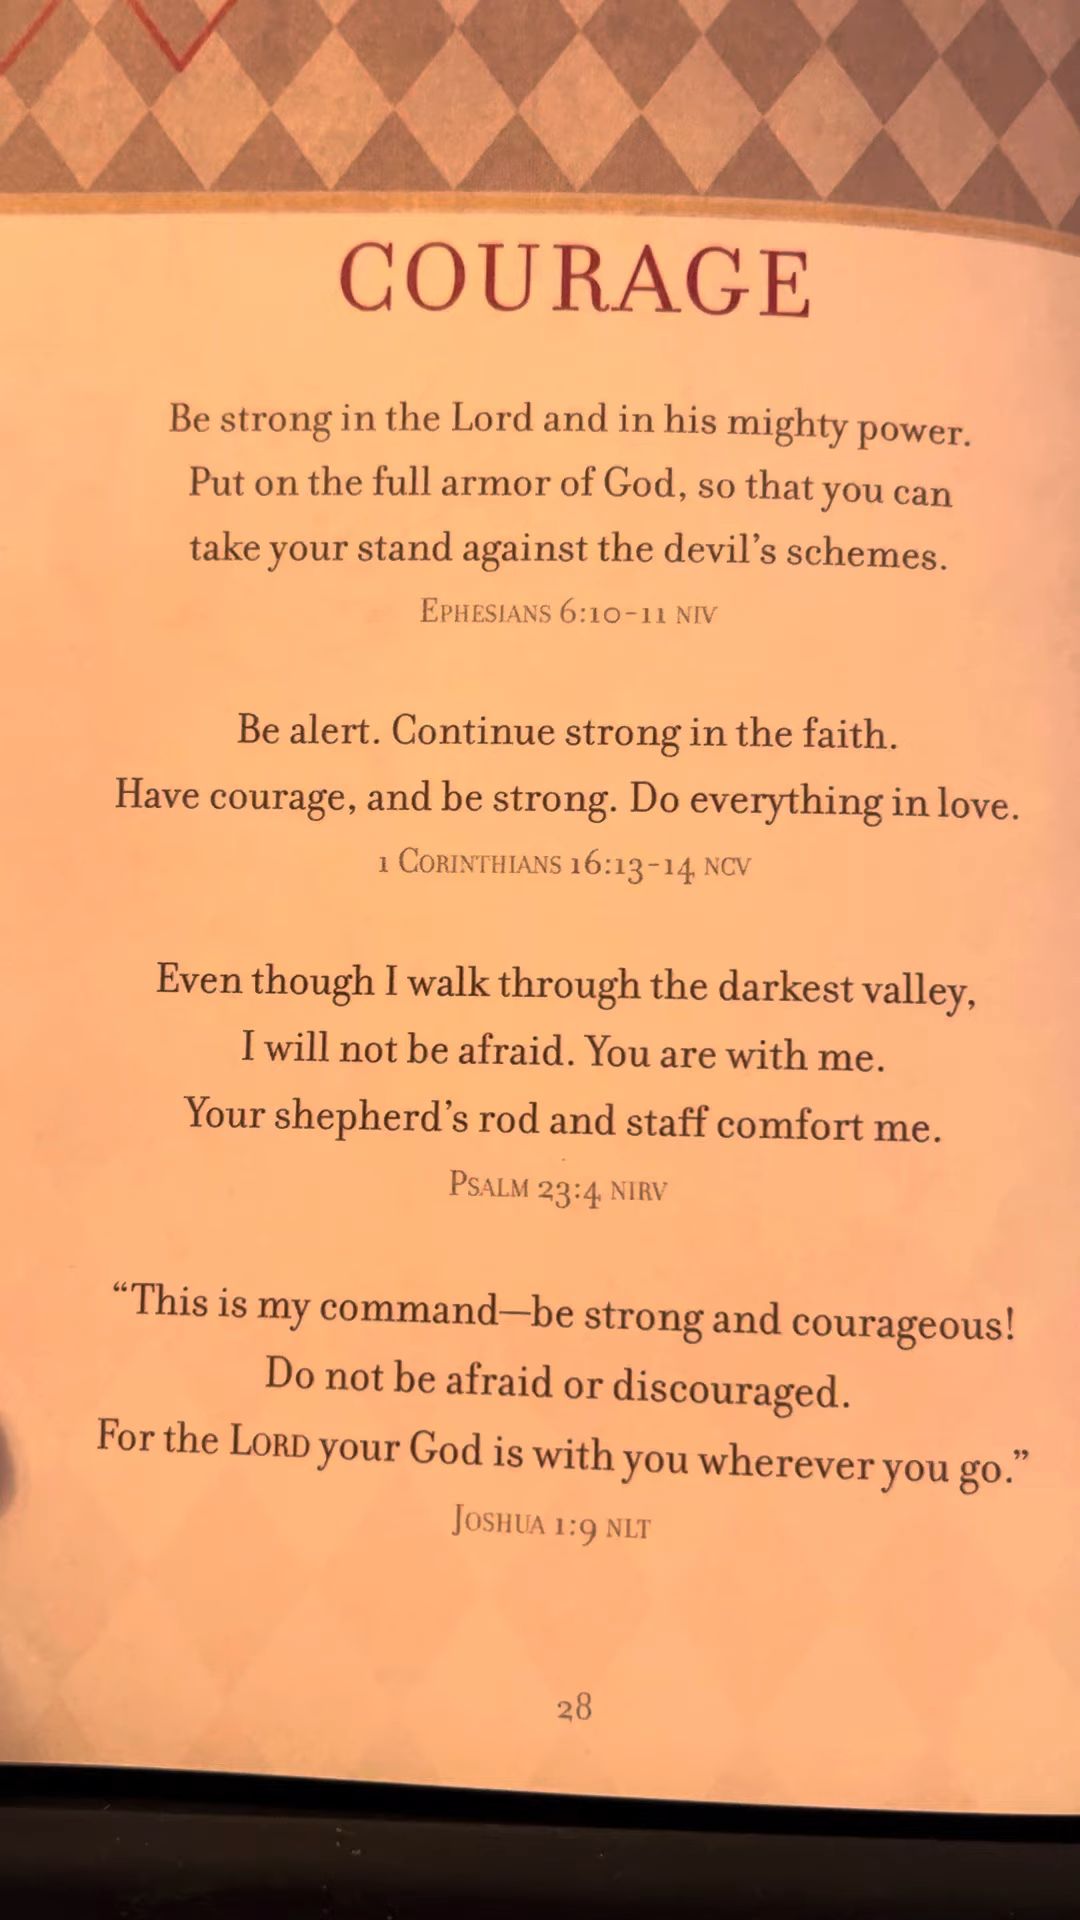 COURAGE
Be strong in the Lord and in his mighty power.
Put on the full armor of God, so that you can
take your stand against the devil’s schemes.
Ephesians 6:10-11 NIV
Be alert. Continue strong in the faith.
Have courage, and be strong. Do everything in love.
1 Corinthians 16:13-14 NCV
Even though I walk through the darkest valley,
I will not be afraid. You are with me.
Your shepherd’s rod and staff comfort me.
Psalm 23:4 NIRV
“This is my command—be strong and courageous!
Do not be afraid or discouraged.
For the LORD your God is with you wherever you go.”
Joshua 1:9 NLT
28